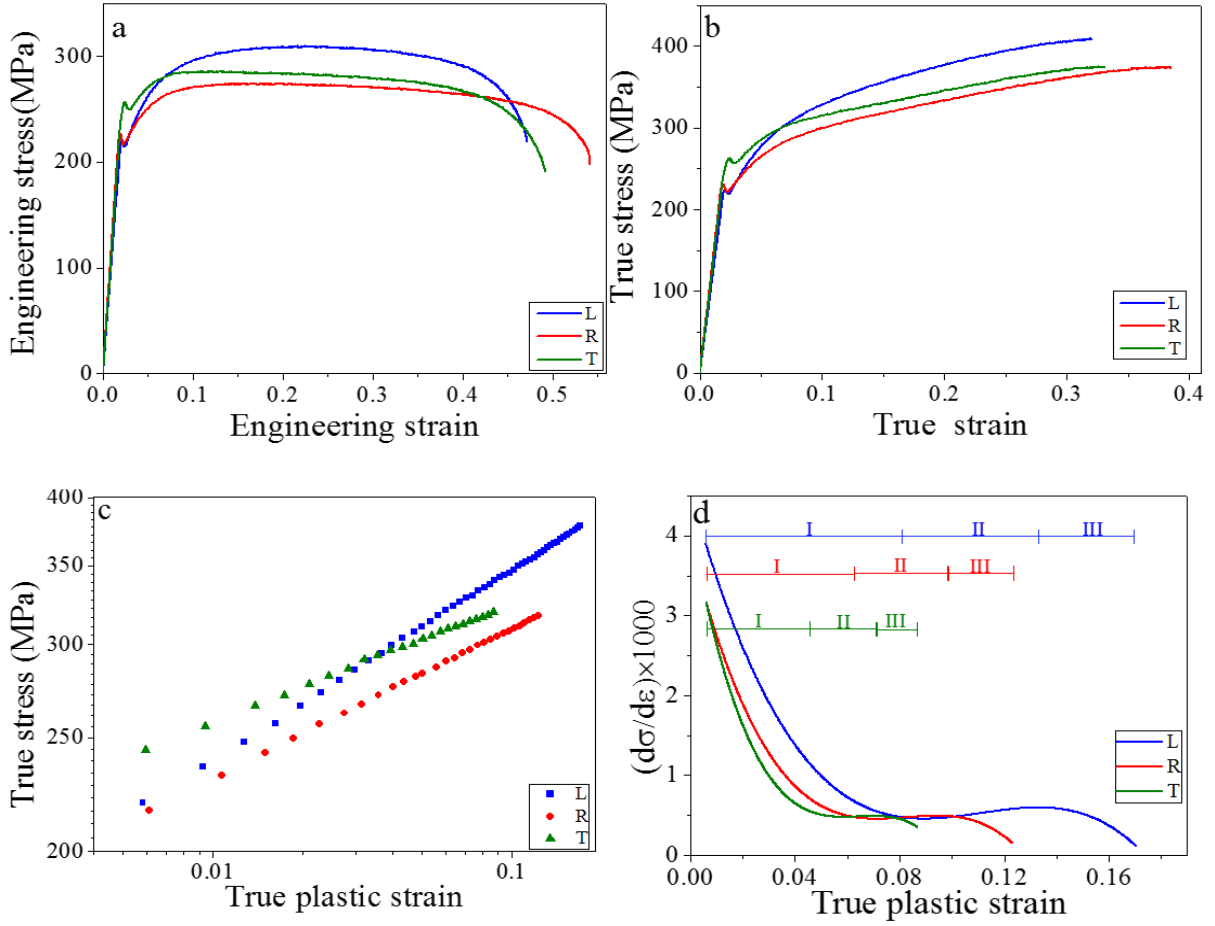 a
Engineering stress(MPa)
300
200
100
0
0.0 0.1 0.2 0.3 0.4 0.5
Engineering strain
L
R
T
b
True stress (MPa)
400
300
200
100
0
0.0 0.1 0.2 0.3 0.4
True strain
L
R
T
c
True stress (MPa)
400
350
300
250
200
0.01 0.1
True plastic strain
L
R
T
d
(dσ/dε)×1000
4
3
2
1
0
I II III
I II III
I II III
0.00 0.04 0.08 0.12 0.16
True plastic strain
L
R
T